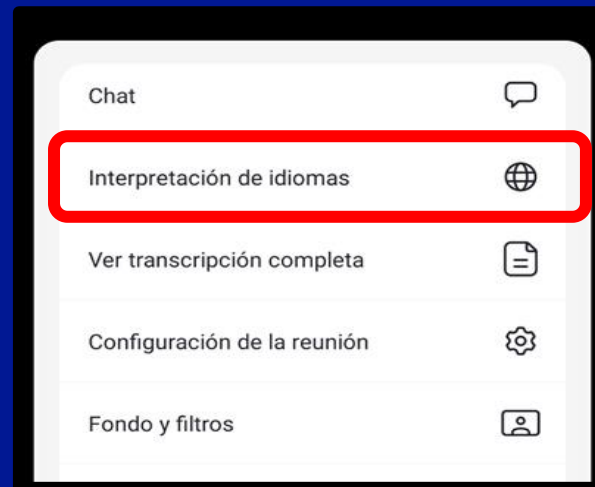 Chat
Interpretación de idiomas
Ver transcripción completa
Configuración de la reunión
Fondo y filtros